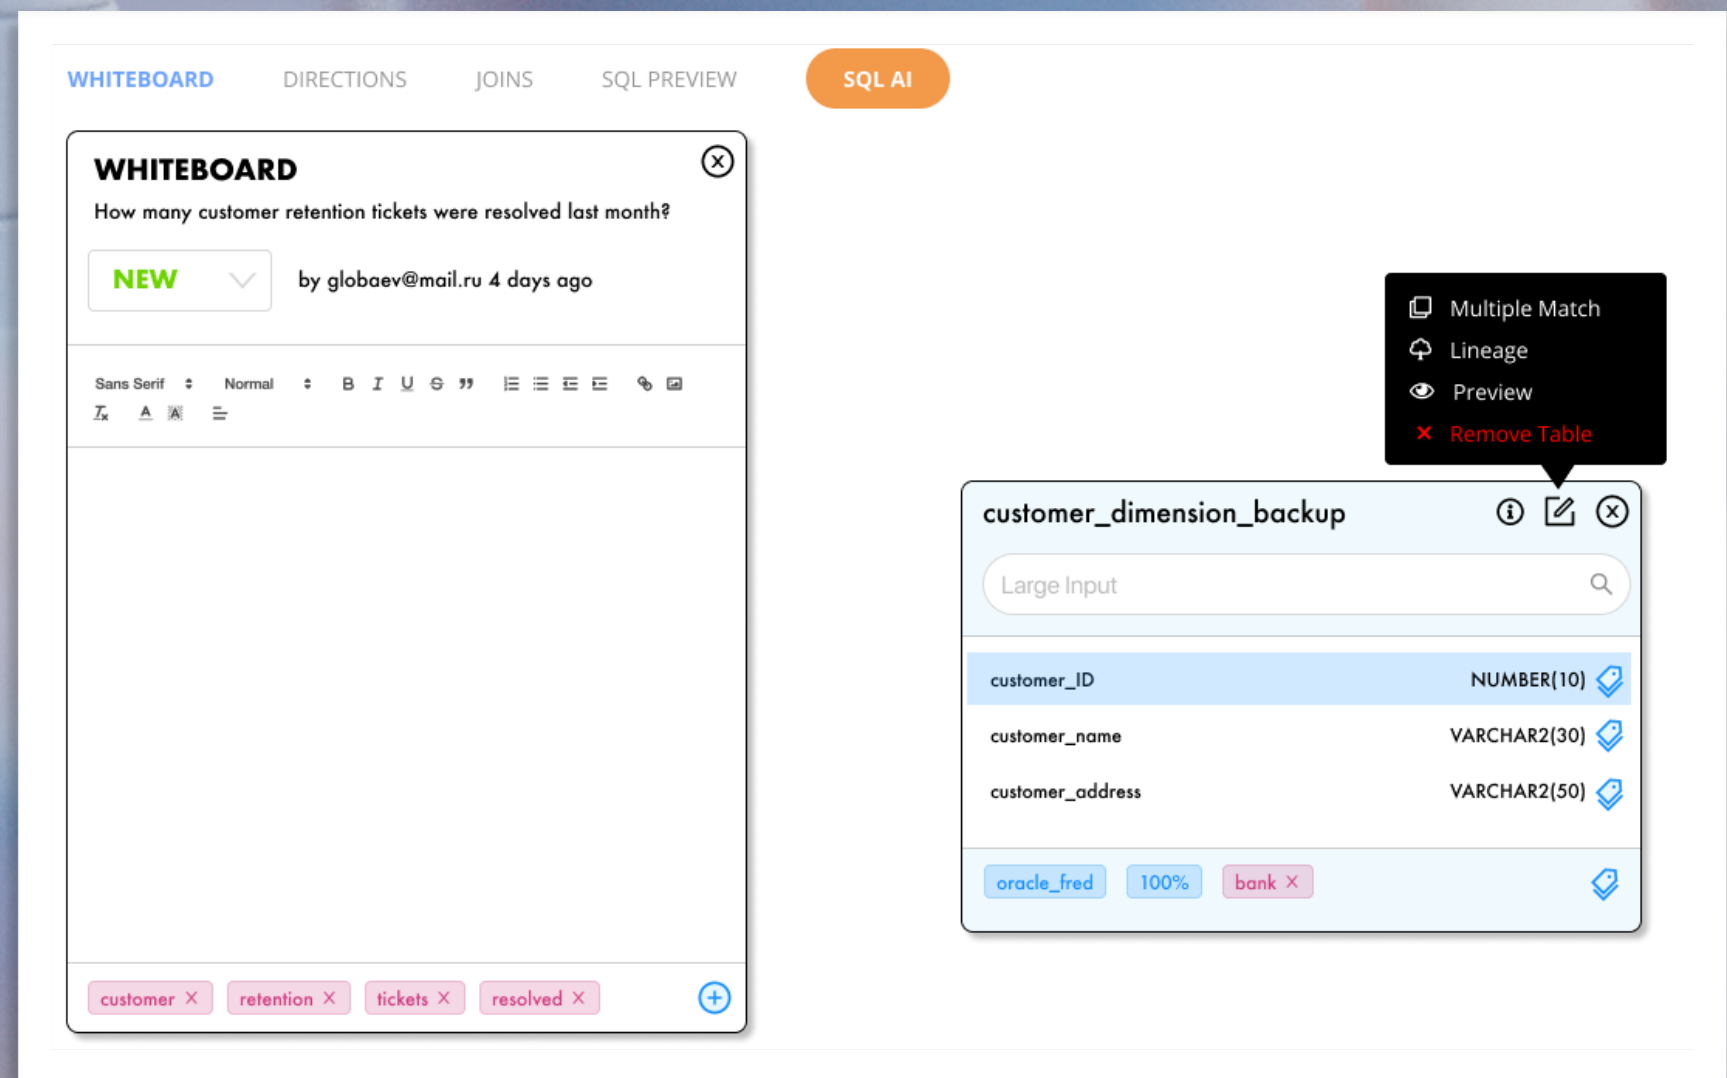 WHITEBOARD DIRECTIONS JOINS SQL PREVIEW SQL AI
WHITEBOARD
How many customer retention tickets were resolved last month?
NEW by globaev@mail.ru 4 days ago
Sans Serif Normal B I U S
Tx A A
customer X retention X tickets X resolved X
Multiple Match
Lineage
Preview
Remove Table
customer_dimension_backup
Large Input
customer_ID NUMBER(10)
customer_name VARCHAR2(30)
customer_address VARCHAR2(50)
oracle_fred 100% bank X